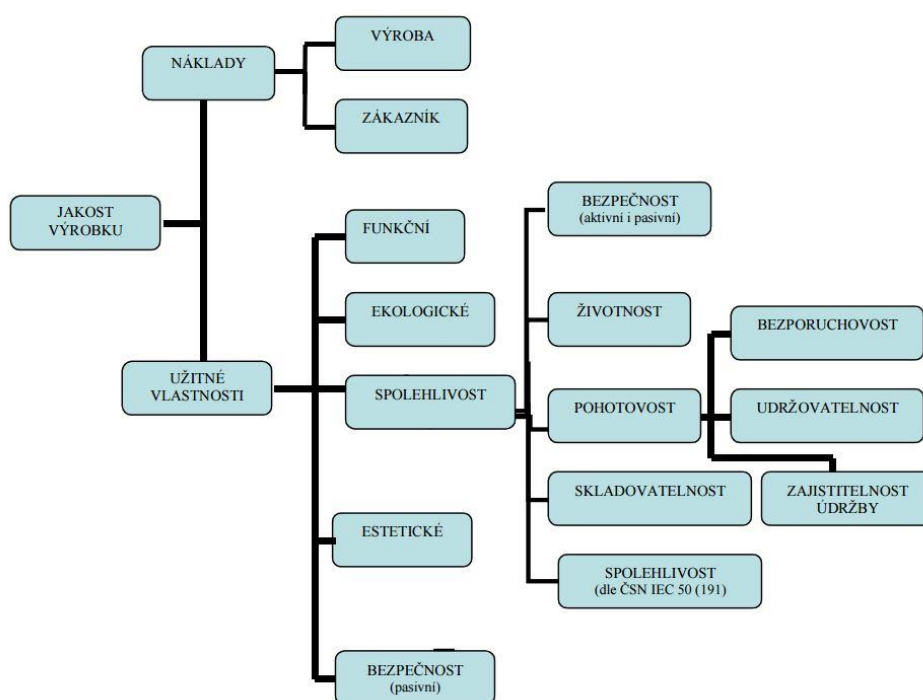 VÝROBA
NÁKLADY
ZÁKAZNÍK
JAKOST
VÝROBKU
UŽITNÉ
VLASTNOSTI
FUNKČNÍ
EKOLOGICKÉ
SPOLEHLIVOST
ESTETICKÉ
BEZPEČNOST
(pasivní)
BEZPEČNOST
(aktivní i pasivní)
ŽIVOTNOST
POHOTOVOST
SKLADOVATELNOST
SPOLEHLIVOST
(dle ČSN IEC 50 (191)
BEZPORUCHOVOST
UDRŽOVATELNOST
ZAJISTITELNOST
ÚDRŽBY